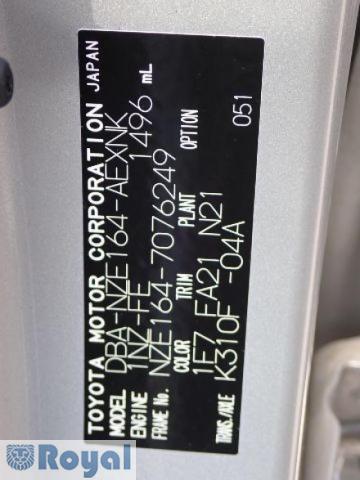 TOYOTA MOTOR CORPORATION JAPAN
MODEL DBA-NZE164-AEXNK
ENGINE 1NZ-FE 1496 mL
FRAME No. NZE164-7076249
COLOR TRIM PLANT OPTION
1F7 FA21 N21 051
TRANS./AXLE K310F -04A
Royal